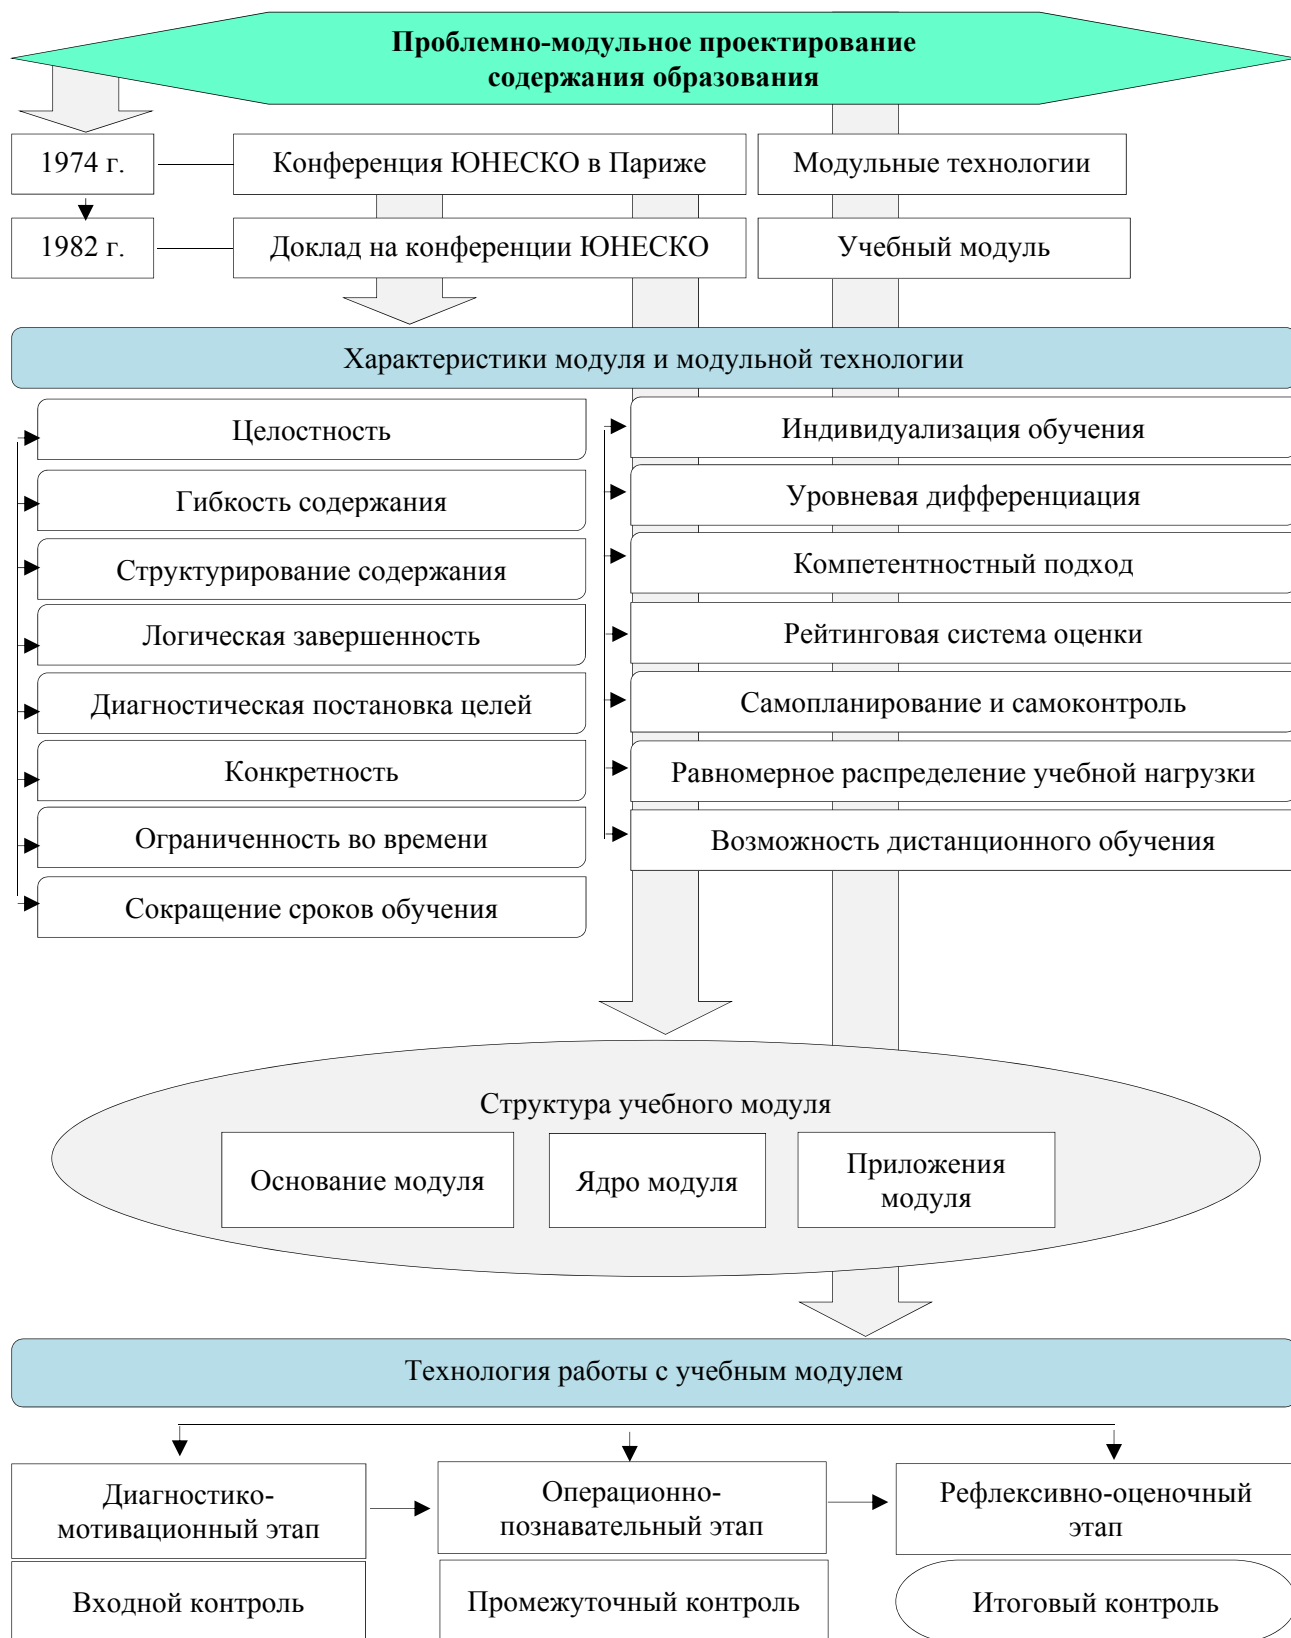 Проблемно-модульное проектирование
содержания образования
1974 г.
Конференция ЮНЕСКО в Париже
Модульные технологии
1982 г.
Доклад на конференции ЮНЕСКО
Учебный модуль
Характеристики модуля и модульной технологии
Целостность
Гибкость содержания
Структурирование содержания
Логическая завершенность
Диагностическая постановка целей
Конкретность
Ограниченность во времени
Сокращение сроков обучения
Индивидуализация обучения
Уровневая дифференциация
Компетентностный подход
Рейтинговая система оценки
Самопланирование и самоконтроль
Равномерное распределение учебной нагрузки
Возможность дистанционного обучения
Структура учебного модуля
Основание модуля
Ядро модуля
Приложения
модуля
Технология работы с учебным модулем
Диагностико-
мотивационный этап
Операционно-
познавательный этап
Рефлексивно-оценочный
этап
Входной контроль
Промежуточный контроль
Итоговый контроль